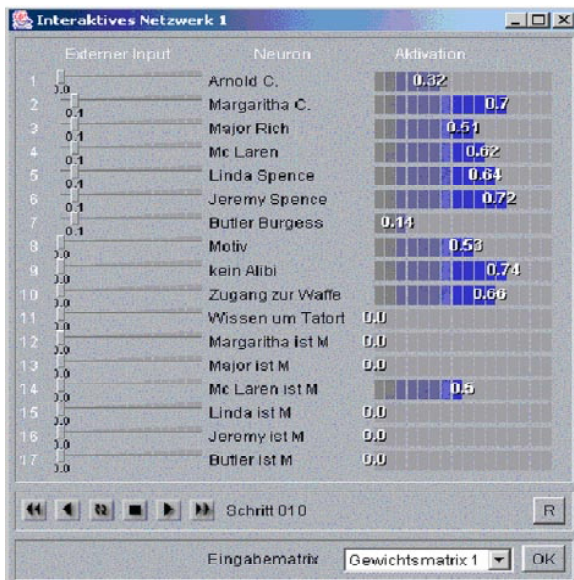 Interaktives Netzwerk 1
Externer Input Neuron Aktivation
1 0.0 Arnold C. 0.32
2 0.1 Margaritha C. 0.7
3 0.1 Major Rich 0.51
4 0.1 Mc Laren 0.62
5 0.1 Linda Spence 0.64
6 0.1 Jeremy Spence 0.72
7 0.1 Butler Burgess 0.14
8 0.0 Motiv 0.53
9 0.0 kein Alibi 0.74
10 0.0 Zugang zur Waffe 0.66
11 0.0 Wissen um Tatort 0.0
12 0.0 Margaritha ist M 0.0
13 0.0 Major ist M 0.0
14 0.0 Mc Laren ist M 0.5
15 0.0 Linda ist M 0.0
16 0.0 Jeremy ist M 0.0
17 0.0 Butler ist M 0.0
Schritt 010 R
Eingabematrix Gewichtsmatrix 1 OK